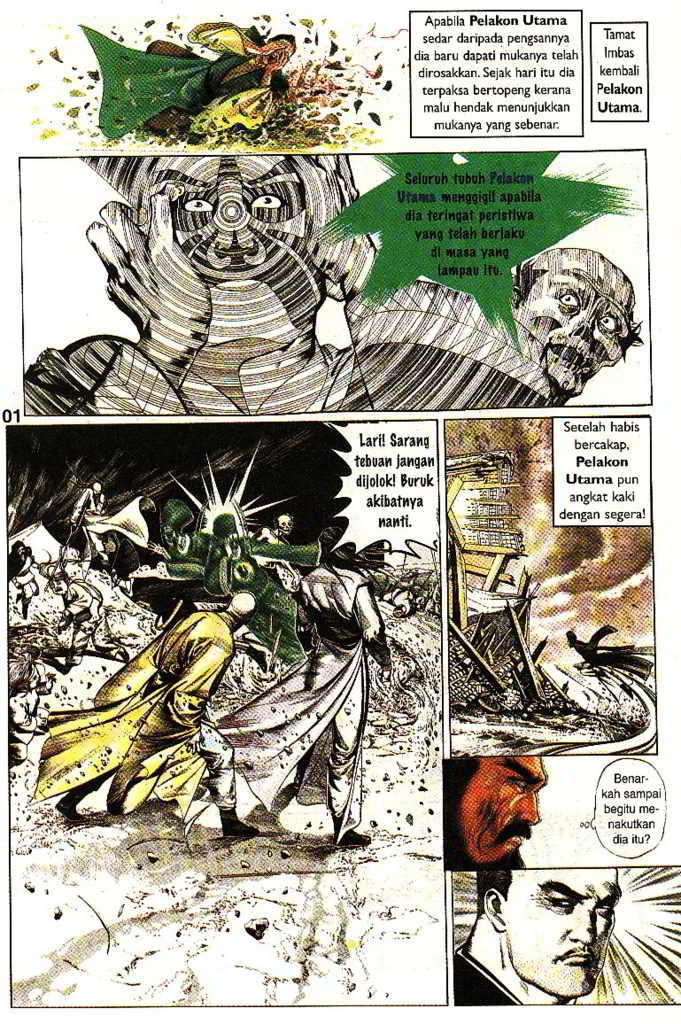 Apabila Pelakon Utama
sedar daripada pengsannya
dia baru dapati mukanya telah
dirosakkan. Sejak hari itu dia
terpaksa bertopeng kerana
malu hendak menunjukkan
mukanya yang sebenar.
Tamat
Imbas
kembali
Pelakon
Utama.
Seluruh tubuh Pelakon
Utama menggigil apabila
dia teringat peristiwa
yang telah berlaku
di masa yang
lampau itu.
01
Lari! Sarang
tebuan jangan
dijolok! Buruk
akibatnya
nanti.
Setelah habis
bercakap,
Pelakon
Utama pun
angkat kaki
dengan segera!
Benar-
kah sampai
begitu me-
nakutkan
dia itu?